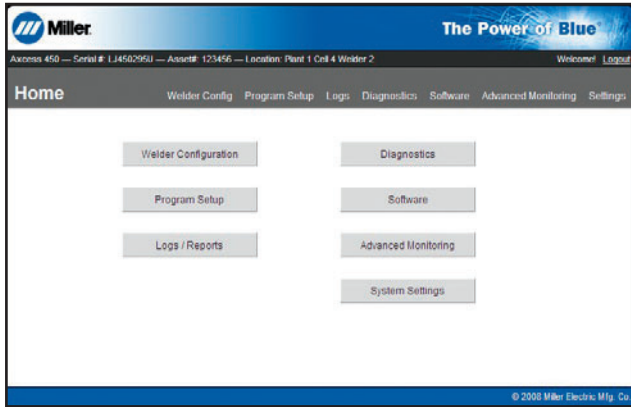 Miller
The Power of Blue®
Axcess 450 — Serial #: LJ450295U — Asset#: 123456 — Location: Plant 1 Cell 4 Welder 2 Welcome! Logout
Home Welder Config Program Setup Logs Diagnostics Software Advanced Monitoring Settings
Welder Configuration Diagnostics
Program Setup Software
Logs / Reports Advanced Monitoring
System Settings
© 2008 Miller Electric Mfg. Co.